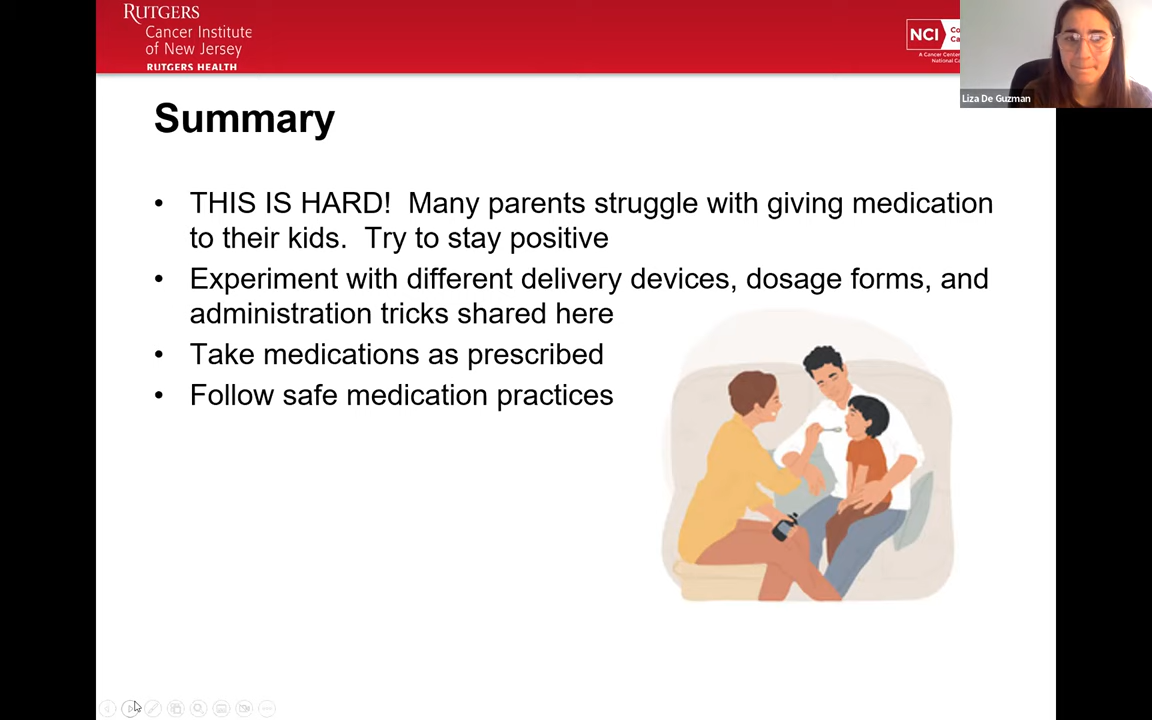 RUTGERS
Cancer Institute
of New Jersey
RUTGERS HEALTH
NCI
A Cancer
National
Liza De Guzman
Summary
• THIS IS HARD!  Many parents struggle with giving medication
to their kids.  Try to stay positive
• Experiment with different delivery devices, dosage forms, and
administration tricks shared here
• Take medications as prescribed
• Follow safe medication practices